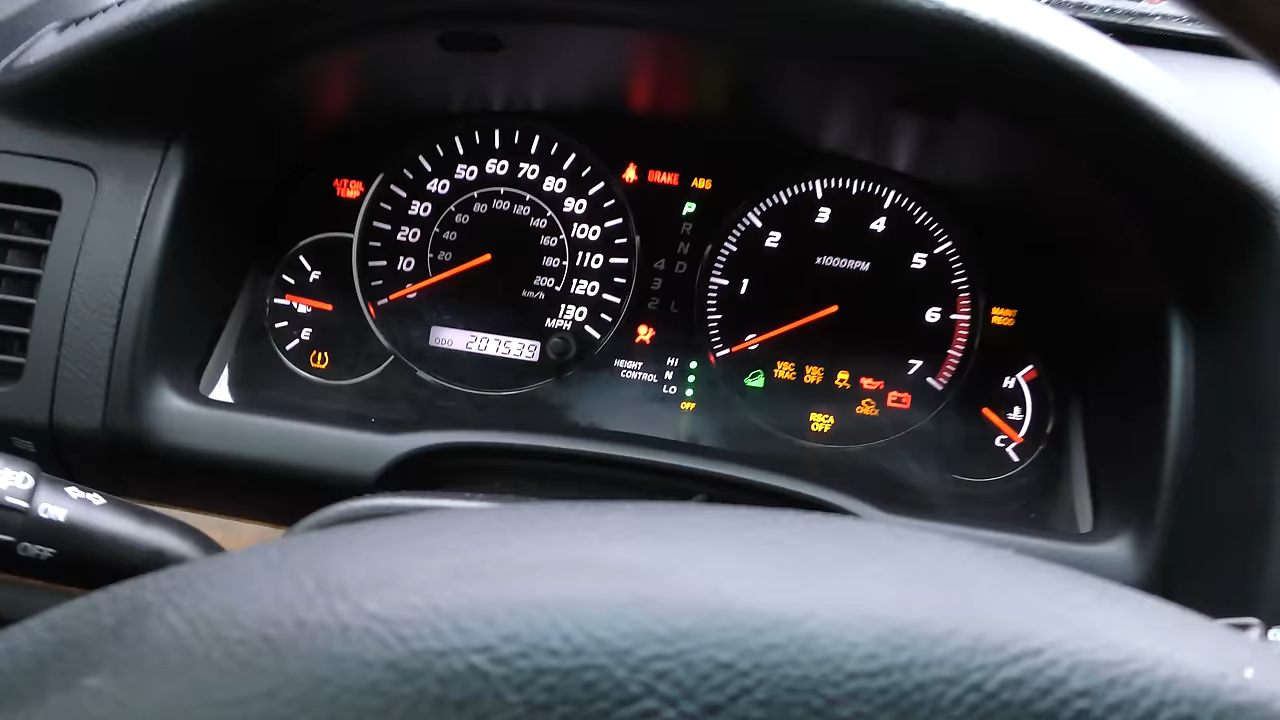 A/T OIL
TEMP
F
E
10
20
30
40
50
60
70
80
90
100
110
120
130
MPH
20
40
60
80
100
120
140
160
180
200
km/h
ODO 207539
BRAKE
ABS
P
R
N
D
4
3
2
L
HEIGHT
CONTROL
HI
N
LO
OFF
0
1
2
3
4
5
6
7
x1000RPM
VSC
TRAC
VSC
OFF
CHECK
RSCA
OFF
MAINT
REQD
H
C
ON
OFF